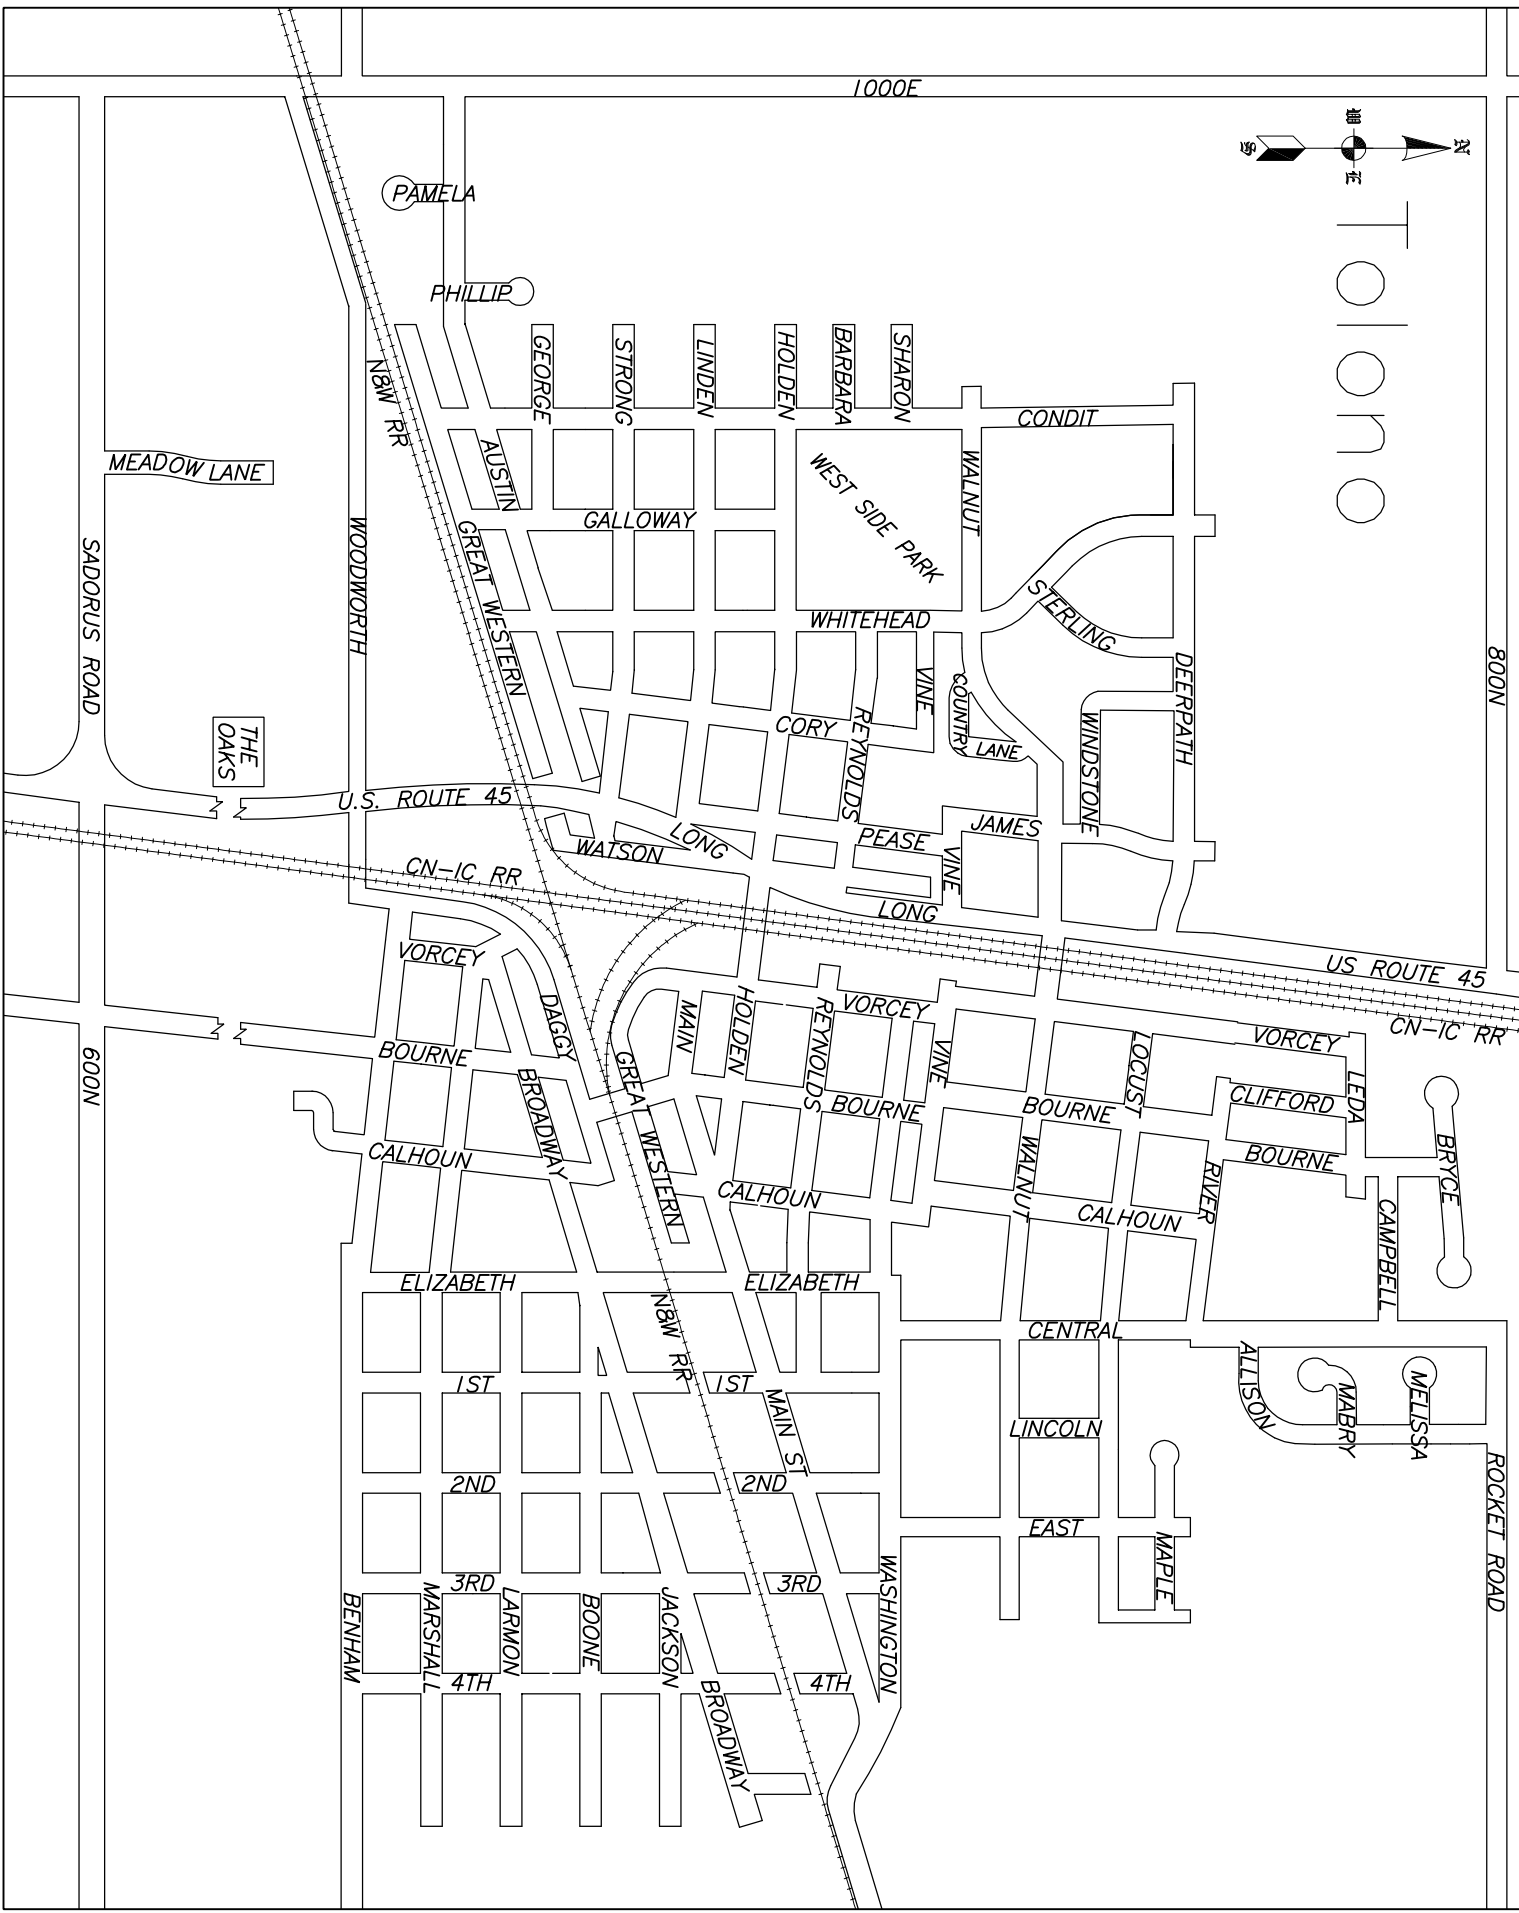 Tolono
N
W
E
S
1000E
800N
PAMELA
PHILLIP
GEORGE
STRONG
LINDEN
HOLDEN
BARBARA
SHARON
CONDIT
WALNUT
AUSTIN
N&W RR
MEADOW LANE
WEST SIDE PARK
GALLOWAY
GREAT WESTERN
WOODWORTH
SADORUS ROAD
WHITEHEAD
STERLING
DEERPATH
VINE
COUNTRY LANE
WINDSTONE
CORY
REYNOLDS
THE
OAKS
U.S. ROUTE 45
LONG
WATSON
PEASE
JAMES
VINE
CN-IC RR
LONG
US ROUTE 45
CN-IC RR
VORCEY
DAGGY
MAIN
HOLDEN
REYNOLDS
VORCEY
VINE
LOCUST
VORCEY
LEDA
600N
BOURNE
BROADWAY
GREAT WESTERN
BOURNE
BOURNE
CLIFFORD
BOURNE
BRYCE
CALHOUN
CALHOUN
WALNUT
CALHOUN
RIVER
CAMPBELL
ELIZABETH
ELIZABETH
N&W RR
CENTRAL
ALLISON
MABRY
MELISSA
1ST
1ST
MAIN ST
LINCOLN
ROCKET ROAD
2ND
2ND
EAST
MAPLE
3RD
3RD
WASHINGTON
BENHAM
MARSHALL
LARMON
BOONE
JACKSON
4TH
4TH
BROADWAY